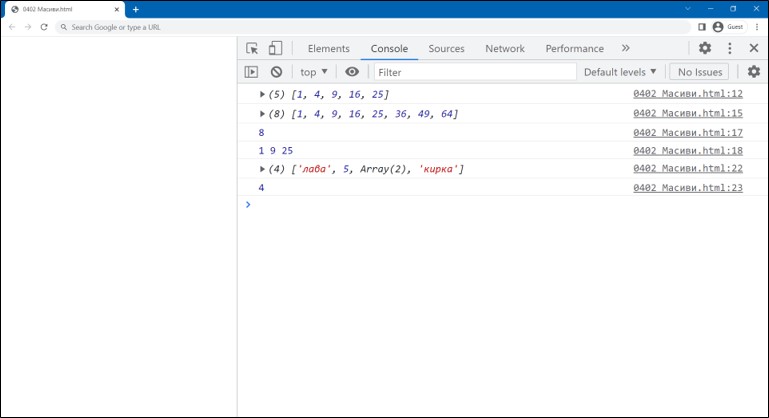 0402 Масиви.html
Search Google or type a URL
Guest
Elements Console Sources Network Performance
top Filter Default levels No Issues
(5) [1, 4, 9, 16, 25] 0402 Масиви.html:12
(8) [1, 4, 9, 16, 25, 36, 49, 64] 0402 Масиви.html:15
8 0402 Масиви.html:17
1 9 25 0402 Масиви.html:18
(4) ['лава', 5, Array(2), 'кирка'] 0402 Масиви.html:22
4 0402 Масиви.html:23